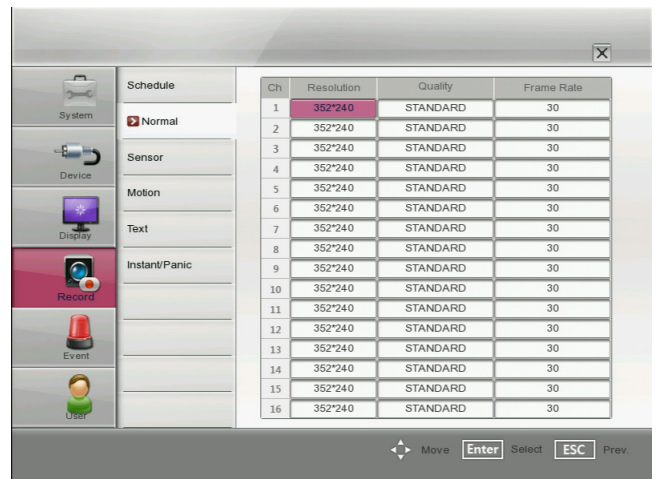 X
System
Device
Display
Record
Event
User
Schedule
Normal
Sensor
Motion
Text
Instant/Panic
Ch Resolution Quality Frame Rate
1 352*240 STANDARD 30
2 352*240 STANDARD 30
3 352*240 STANDARD 30
4 352*240 STANDARD 30
5 352*240 STANDARD 30
6 352*240 STANDARD 30
7 352*240 STANDARD 30
8 352*240 STANDARD 30
9 352*240 STANDARD 30
10 352*240 STANDARD 30
11 352*240 STANDARD 30
12 352*240 STANDARD 30
13 352*240 STANDARD 30
14 352*240 STANDARD 30
15 352*240 STANDARD 30
16 352*240 STANDARD 30
Move Enter Select ESC Prev.